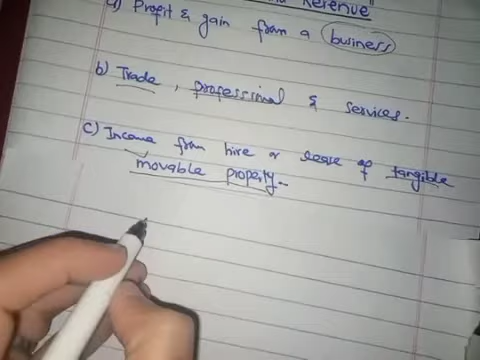 Revenue"
a) Profit & gain from a business
b) Trade, professional & services.
c) Income from hire or lease of tangible
movable property.